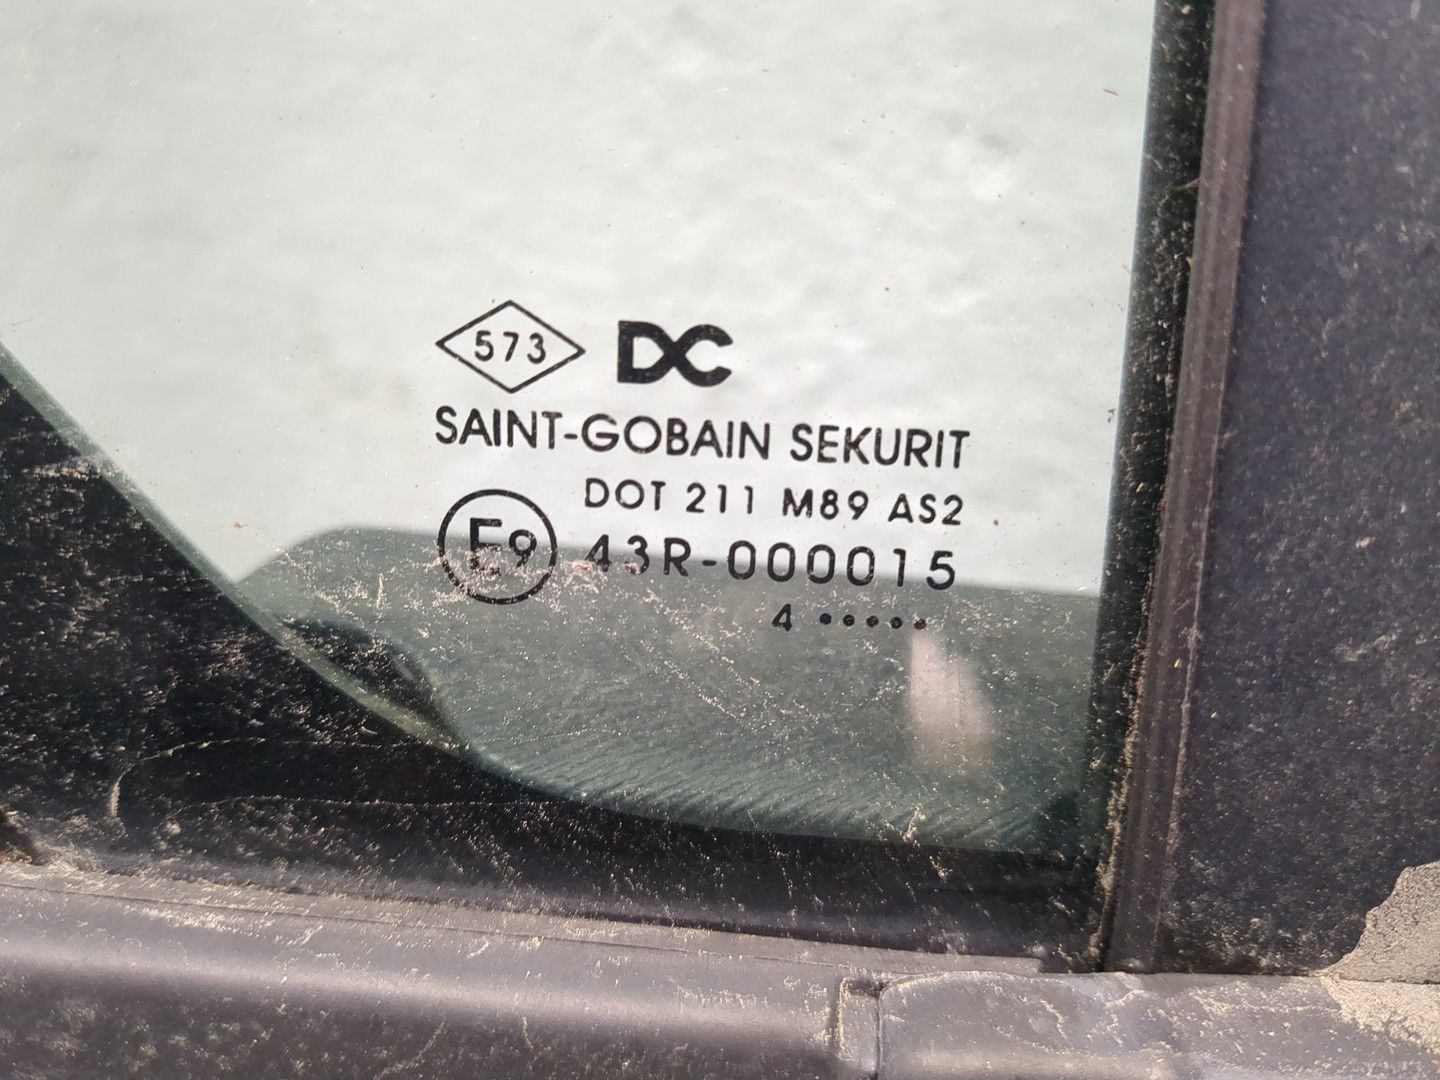 573 DC
SAINT-GOBAIN SEKURIT
DOT 211 M89 AS2
E9 43R-000015
4 •••••